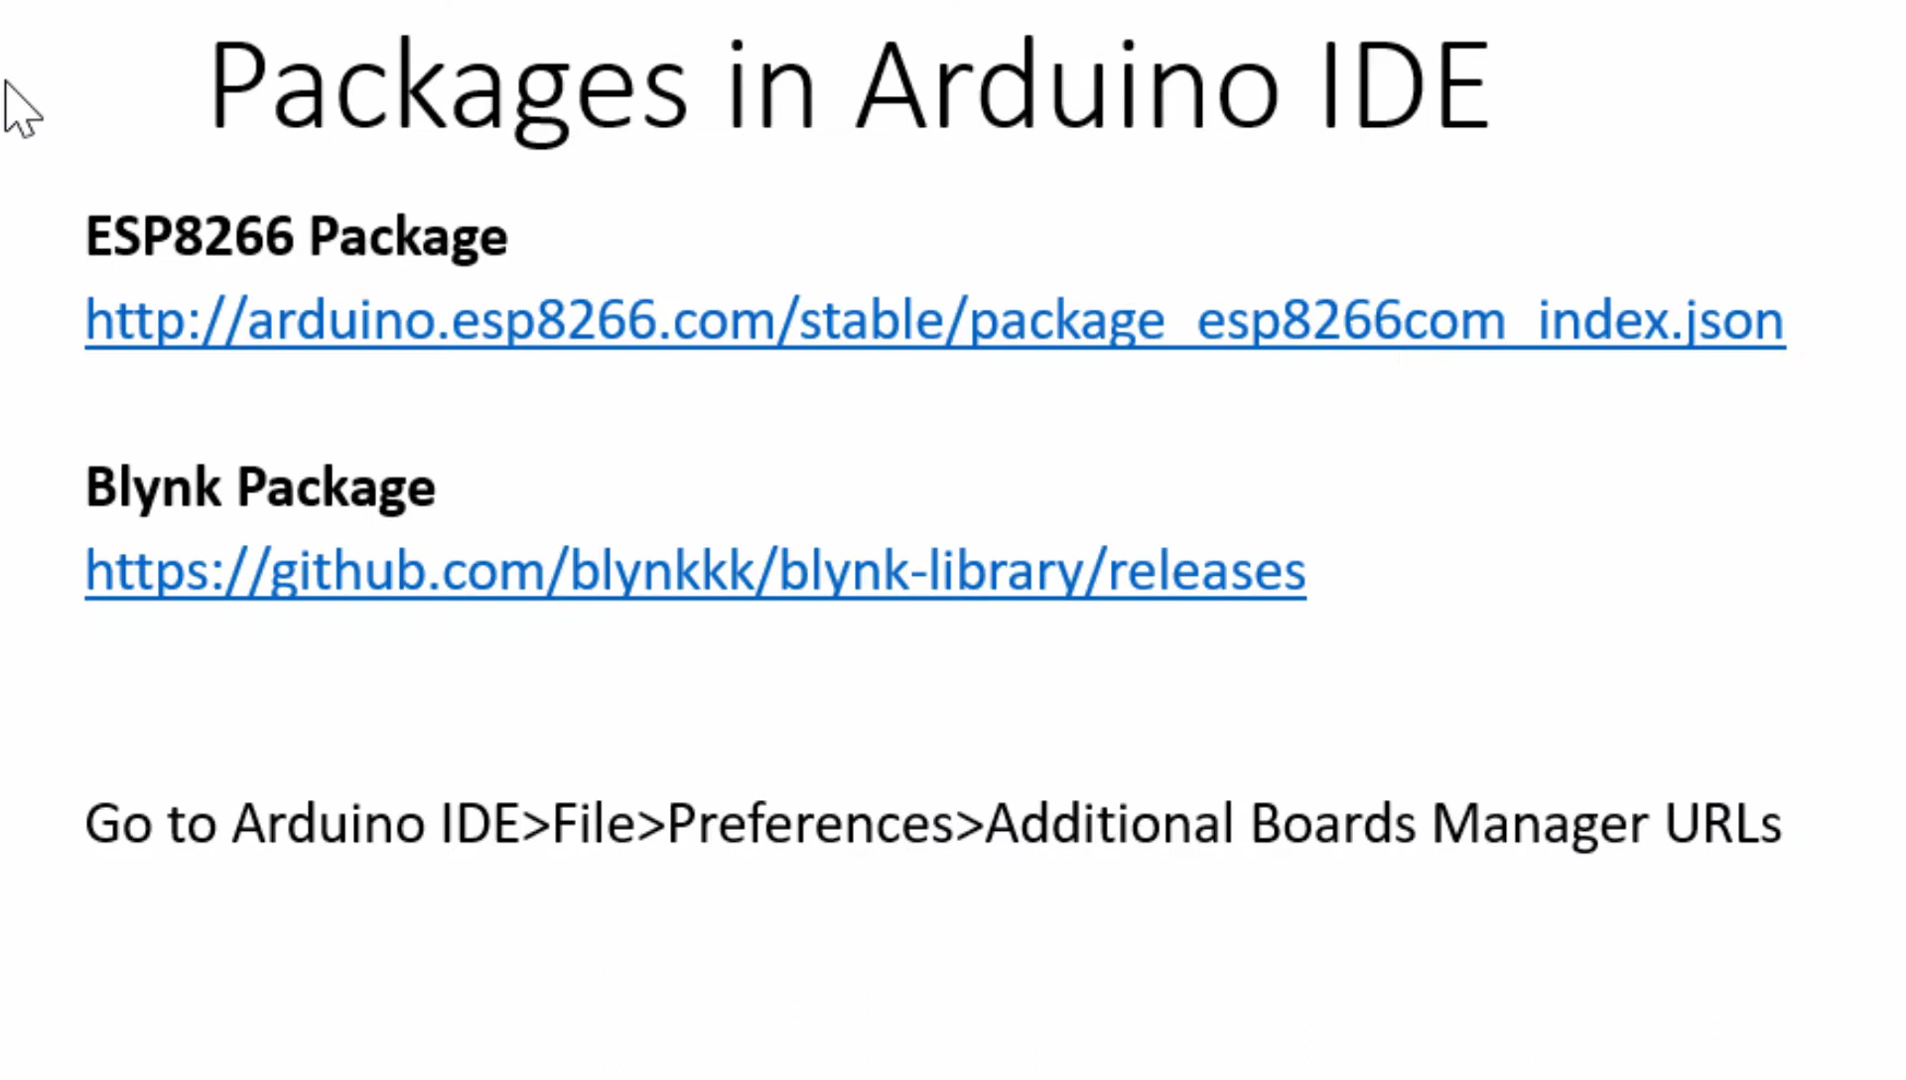 Packages in Arduino IDE
ESP8266 Package
http://arduino.esp8266.com/stable/package_esp8266com_index.json
Blynk Package
https://github.com/blynkkk/blynk-library/releases
Go to Arduino IDE>File>Preferences>Additional Boards Manager URLs